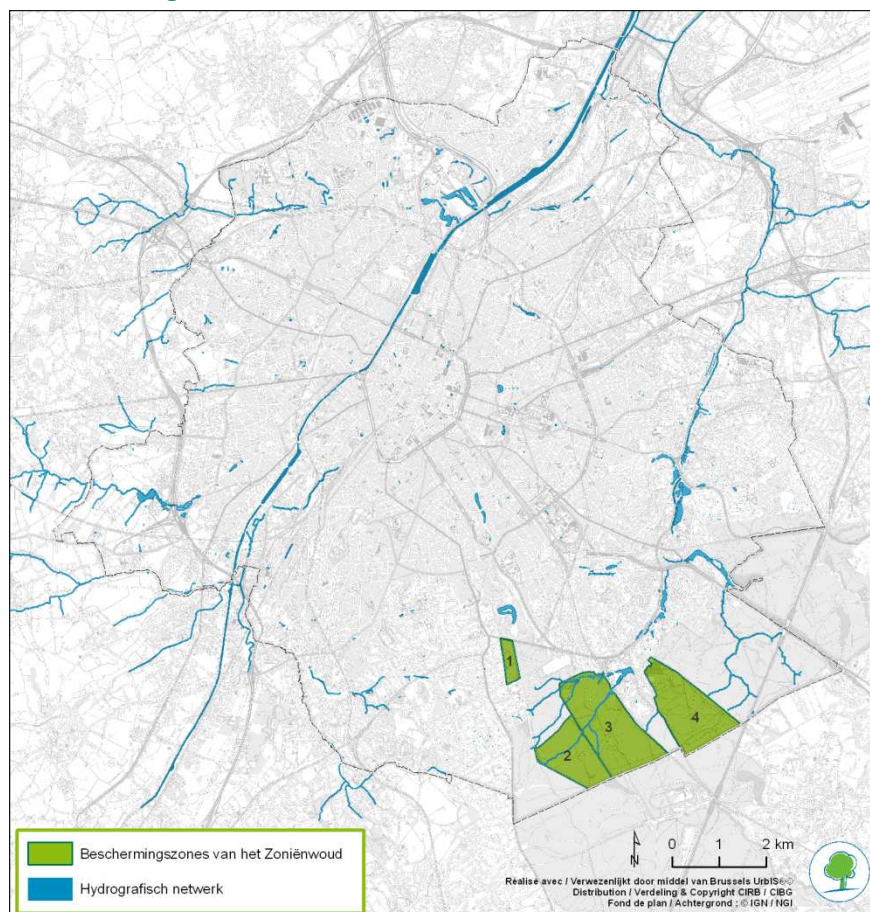 1
2
3
4
Beschermingszones van het Zoniënwoud
Hydrografisch netwerk
N
0 1 2 km
Réalisé avec / Verwezenlijkt door middel van Brussels UrbIS®©
Distribution / Verdeling & Copyright CIRB / CIBG
Fond de plan / Achtergrond : © IGN / NGI